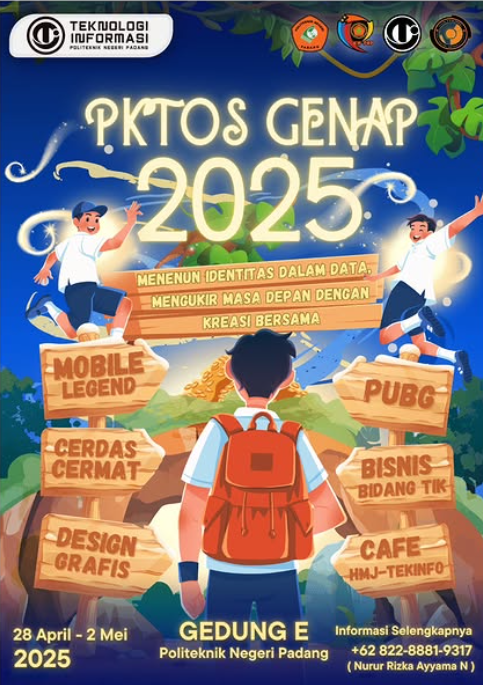 TEKNOLOGI
INFORMASI
POLITEKNIK NEGERI PADANG
PKTOS GENAP
2025
MENENUN IDENTITAS DALAM DATA,
MENGUKIR MASA DEPAN DENGAN
KREASI BERSAMA
MOBILE
LEGEND
PUBG
CERDAS
CERMAT
BISNIS
BIDANG TIK
DESIGN
GRAFIS
CAFE
HMJ-TEKINFO
28 April - 2 Mei
2025
GEDUNG E
Politeknik Negeri Padang
Informasi Selengkapnya
+62 822-8881-9317
( Nurur Rizka Ayyama N )